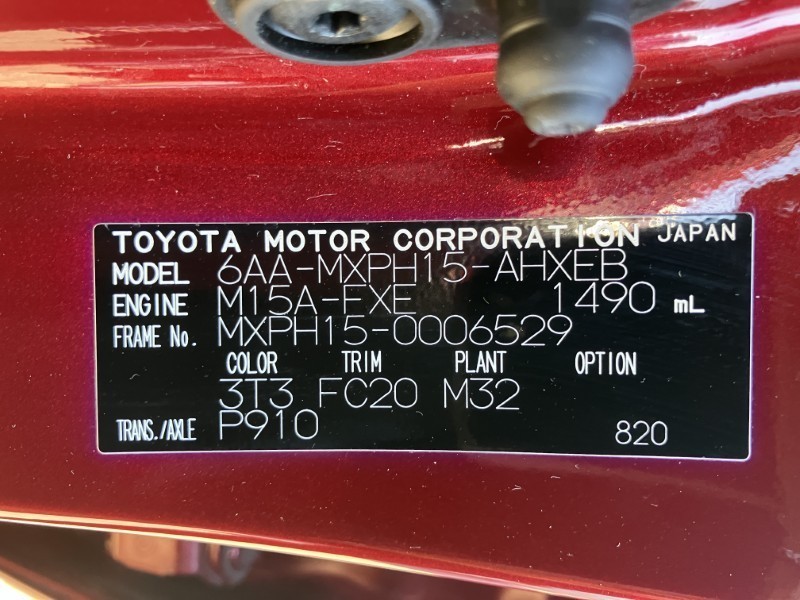 TOYOTA MOTOR CORPORATION JAPAN
MODEL 6AA-MXPH15-AHXEB
ENGINE M15A-FXE 1490 mL
FRAME No. MXPH15-0006529
COLOR TRIM PLANT OPTION
3T3 FC20 M32
TRANS./AXLE P910 820